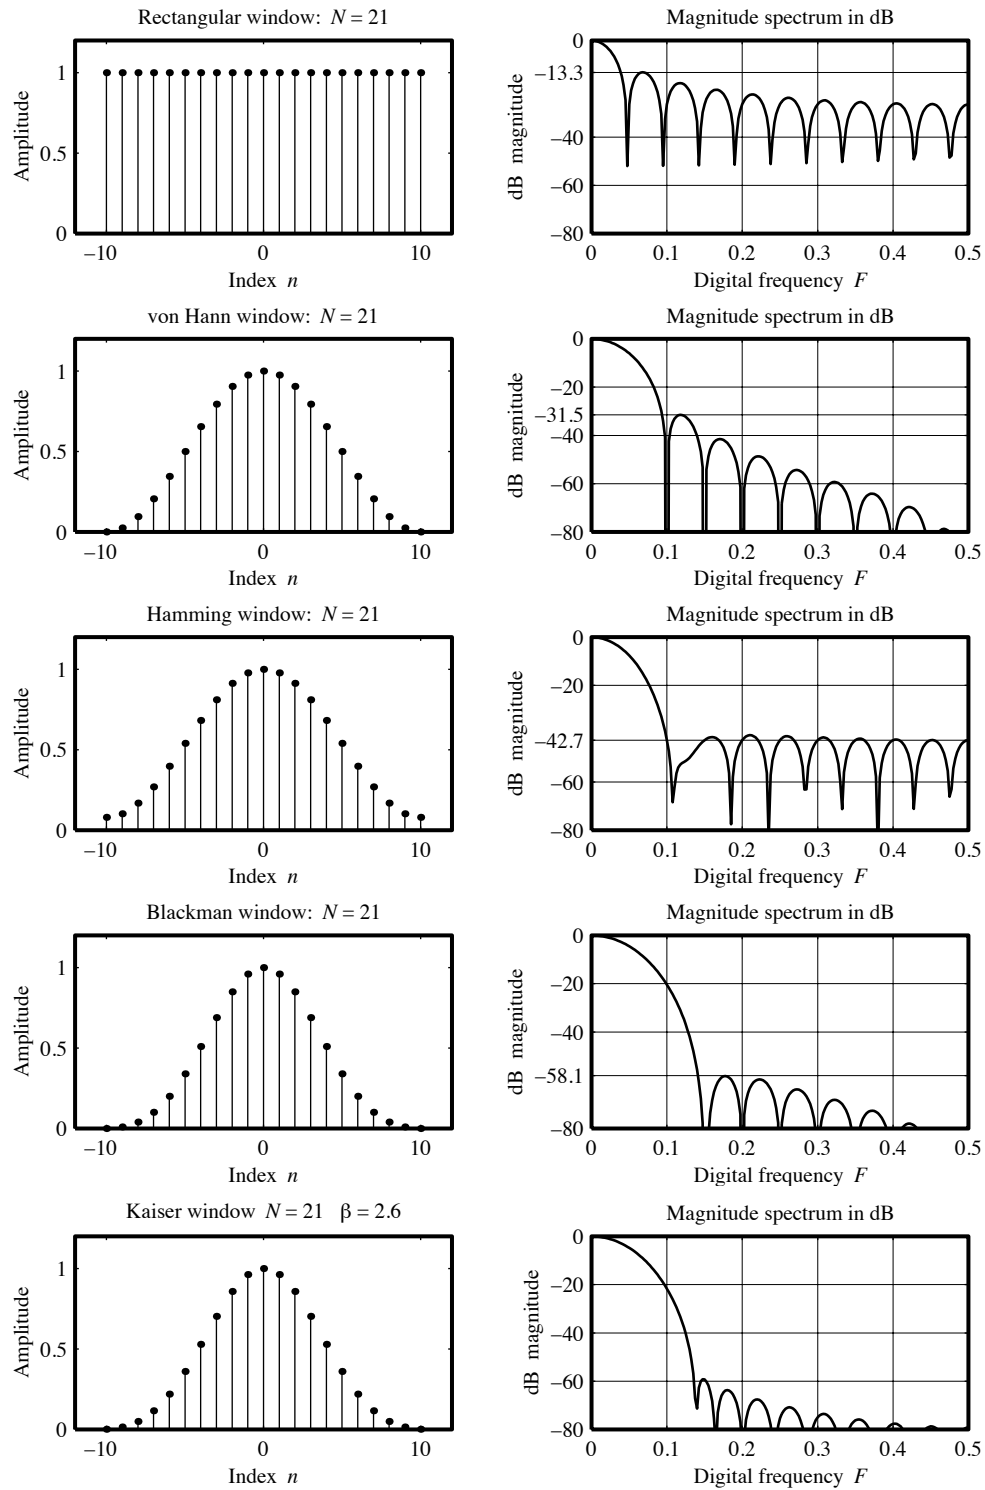 Rectangular window: N = 21
Magnitude spectrum in dB
1
0.5
0
Amplitude
−10
0
10
Index n
0
−13.3
−40
−60
−80
dB magnitude
0
0.1
0.2
0.3
0.4
0.5
Digital frequency F
von Hann window: N = 21
Magnitude spectrum in dB
1
0.5
0
Amplitude
−10
0
10
Index n
0
−20
−31.5
−40
−60
−80
dB magnitude
0
0.1
0.2
0.3
0.4
0.5
Digital frequency F
Hamming window: N = 21
Magnitude spectrum in dB
1
0.5
0
Amplitude
−10
0
10
Index n
0
−20
−42.7
−60
−80
dB magnitude
0
0.1
0.2
0.3
0.4
0.5
Digital frequency F
Blackman window: N = 21
Magnitude spectrum in dB
1
0.5
0
Amplitude
−10
0
10
Index n
0
−20
−40
−58.1
−80
dB magnitude
0
0.1
0.2
0.3
0.4
0.5
Digital frequency F
Kaiser window N = 21 β = 2.6
Magnitude spectrum in dB
1
0.5
0
Amplitude
−10
0
10
Index n
0
−20
−40
−60
−80
dB magnitude
0
0.1
0.2
0.3
0.4
0.5
Digital frequency F